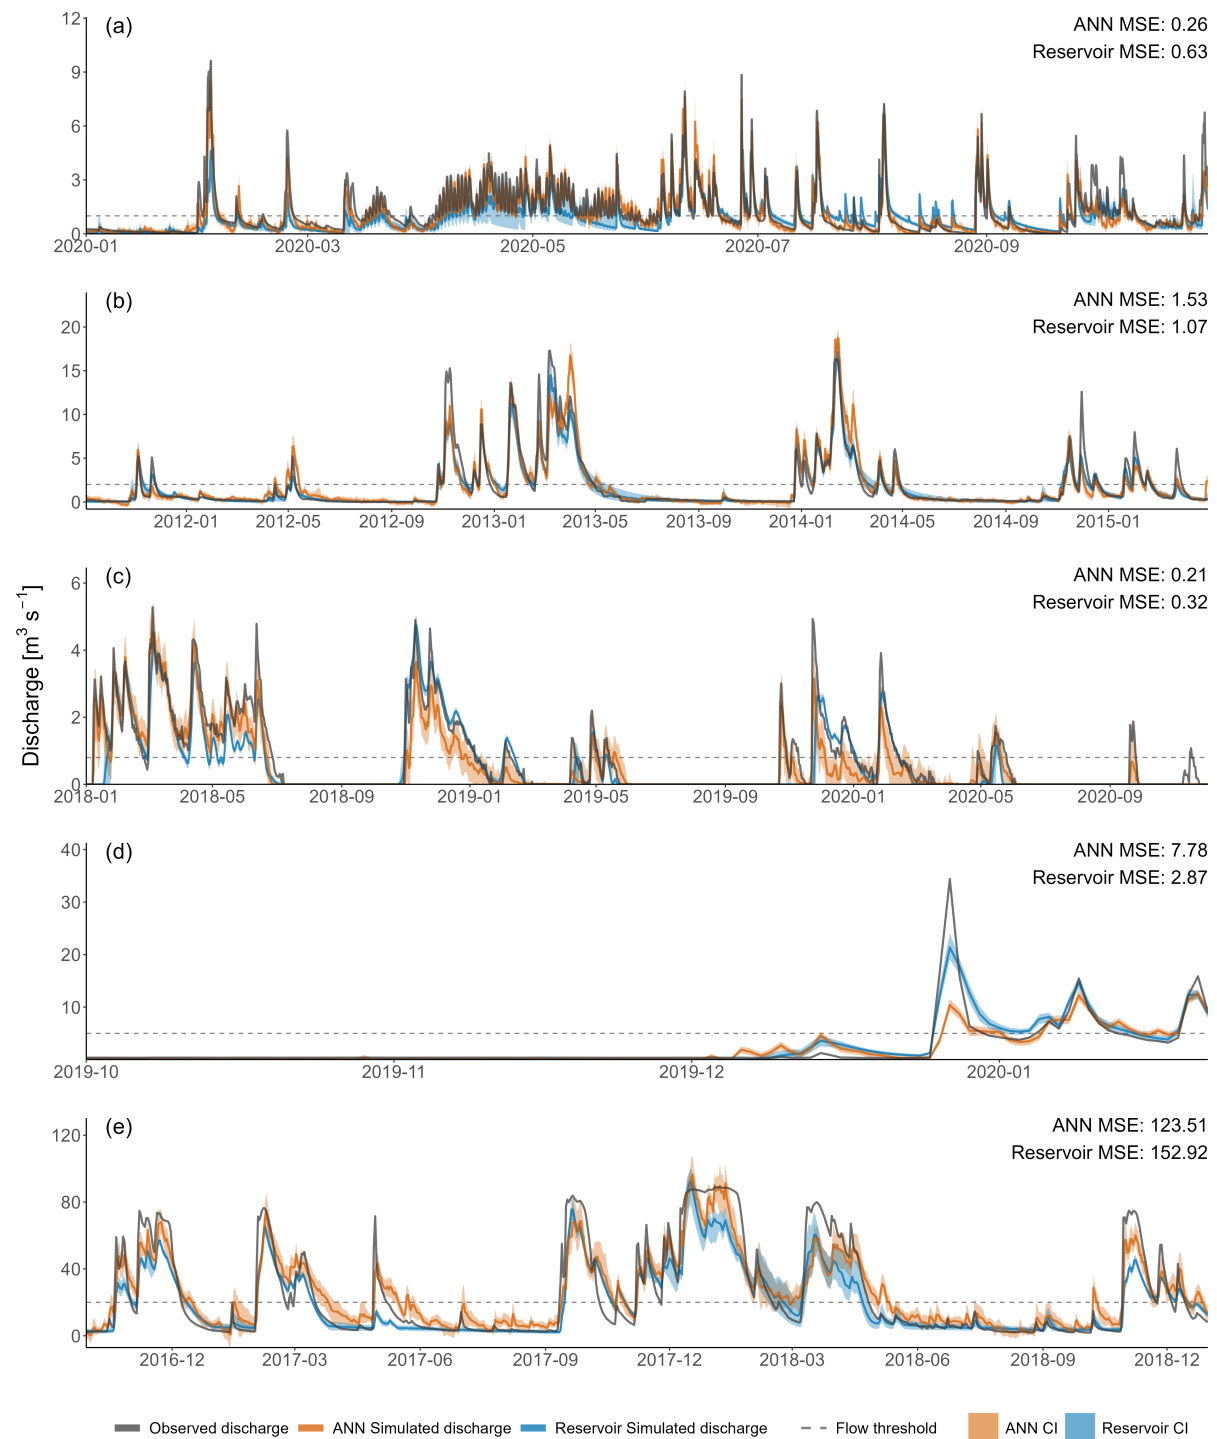 (a)
ANN MSE: 0.26
Reservoir MSE: 0.63
12
9
6
3
0
2020-01 2020-03 2020-05 2020-07 2020-09
(b)
ANN MSE: 1.53
Reservoir MSE: 1.07
20
15
10
5
0
2012-01 2012-05 2012-09 2013-01 2013-05 2013-09 2014-01 2014-05 2014-09 2015-01
(c)
ANN MSE: 0.21
Reservoir MSE: 0.32
6
4
2
0
2018-01 2018-05 2018-09 2019-01 2019-05 2019-09 2020-01 2020-05 2020-09
Discharge [m³ s⁻¹]
(d)
ANN MSE: 7.78
Reservoir MSE: 2.87
40
30
20
10
2019-10 2019-11 2019-12 2020-01
(e)
ANN MSE: 123.51
Reservoir MSE: 152.92
120
80
40
0
2016-12 2017-03 2017-06 2017-09 2017-12 2018-03 2018-06 2018-09 2018-12
Observed discharge ANN Simulated discharge Reservoir Simulated discharge Flow threshold ANN CI Reservoir CI